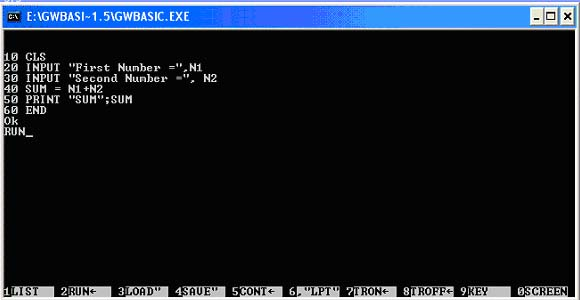 E:\GWBASI~1.5\GWBASIC.EXE
10 CLS
20 INPUT "First Number =",N1
30 INPUT "Second Number =", N2
40 SUM = N1+N2
50 PRINT "SUM";SUM
60 END
Ok
RUN_
1LIST 2RUN← 3LOAD" 4SAVE" 5CONT← 6,"LPT" 7TRON← 8TROFF← 9KEY 0SCREEN